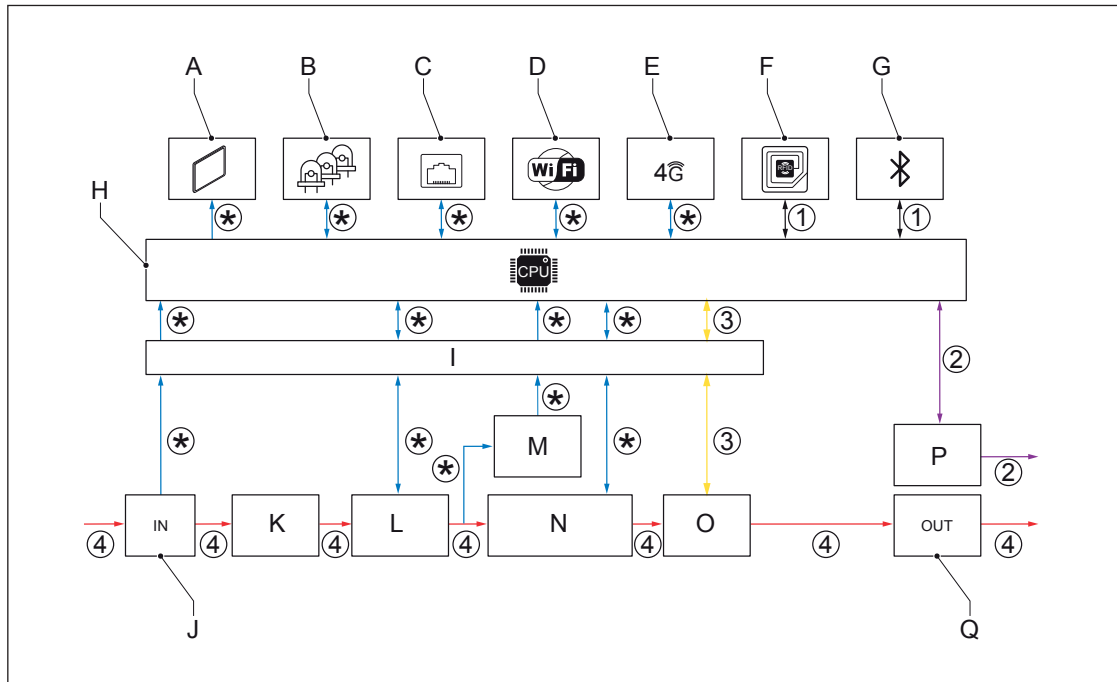 A B C D E F G
H
Wi Fi 4G RFID
* * * * * 1 1
CPU
* * * * 3
I
2
* * * * * 3
M
P
2
IN K L N O OUT
4 4 4 4 4 4 4
J Q